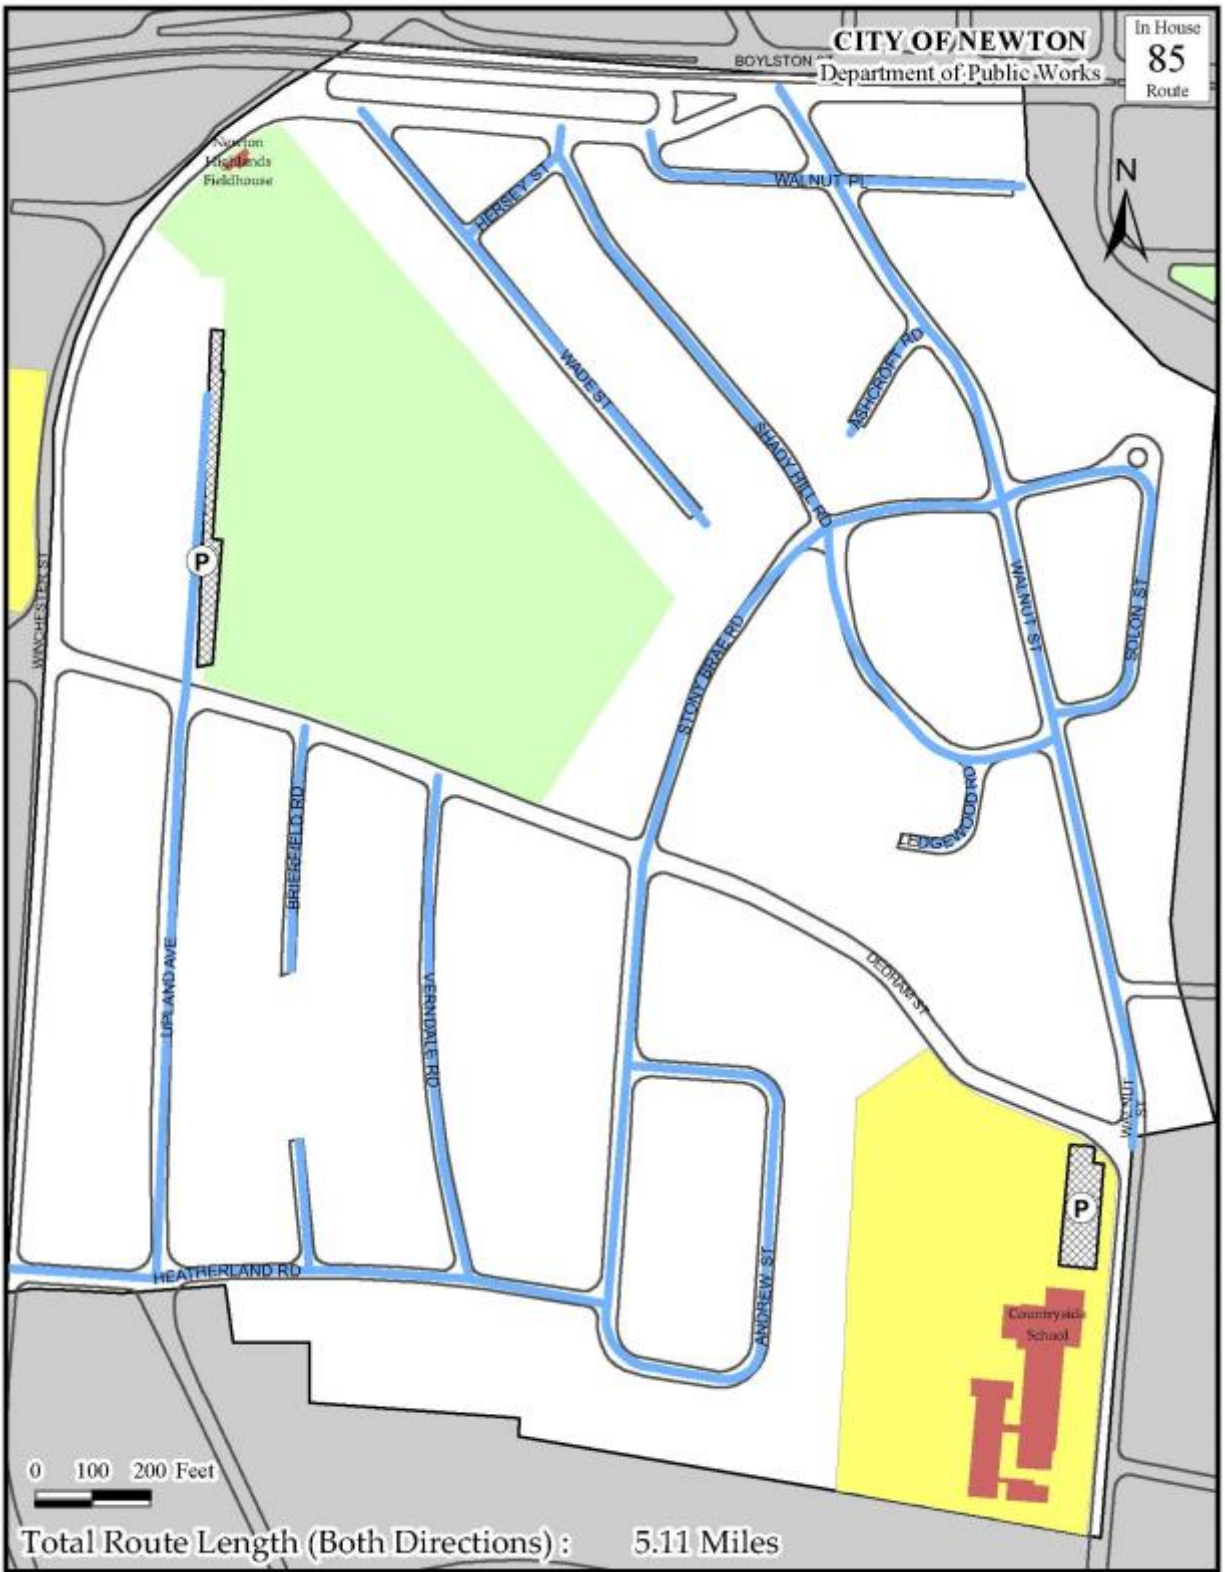 CITY OF NEWTON
Department of Public Works
In House
85
Route
BOYLSTON ST
Newton
Highlands
Fieldhouse
N
HERSEY ST
WALNUT PL
WADE ST
ASHCROFT RD
SHADY HILL RD
P
WINCHESTER ST
WALNUT ST
SOLON ST
STONY BRAE RD
LEDGEWOOD RD
BRIERFIELD RD
UPLAND AVE
VERNDALE RD
DEDHAM ST
WALNUT
ST
P
HEATHERLAND RD
ANDREW ST
Countryside
School
0 100 200 Feet
Total Route Length (Both Directions) : 5.11 Miles